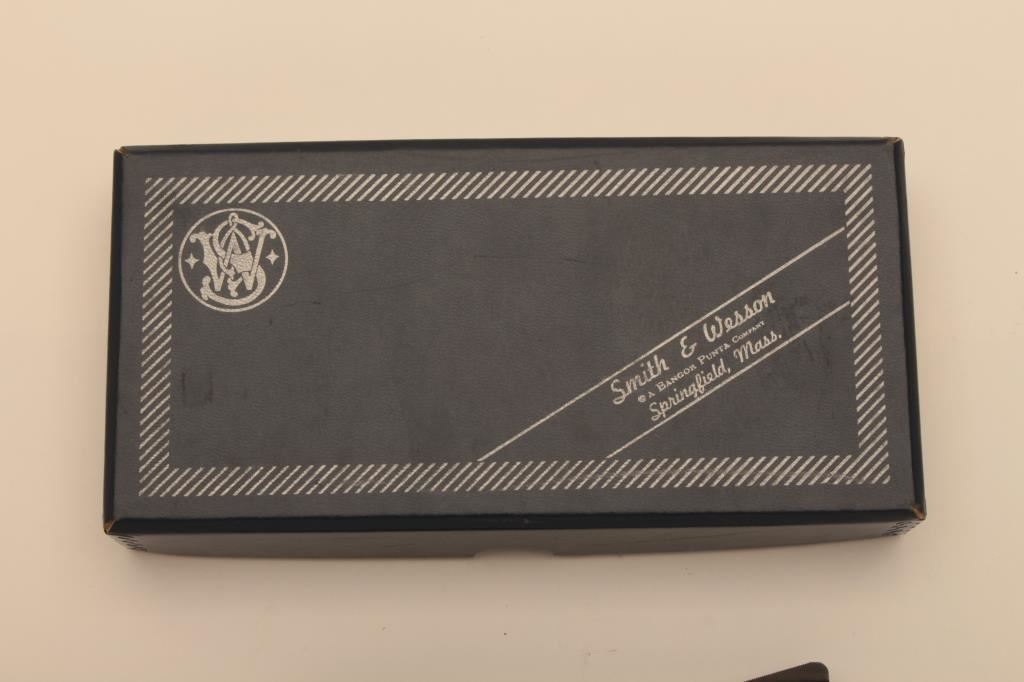 S&W
Smith & Wesson
® A BANGOR PUNTA COMPANY
Springfield, Mass.